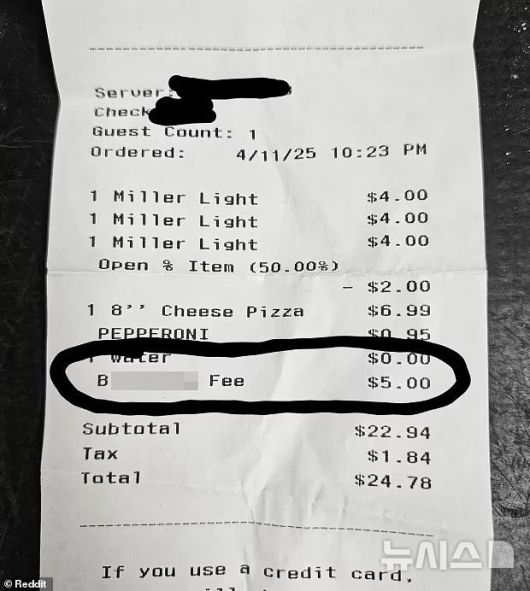 Server:
Check
Guest Count: 1
Ordered: 4/11/25 10:23 PM
1 Miller Light $4.00
1 Miller Light $4.00
1 Miller Light $4.00
Open % Item (50.00%)
- $2.00
1 8'' Cheese Pizza $6.99
PEPPERONI $0.95
1 water $0.00
B Fee $5.00
Subtotal $22.94
Tax $1.84
Total $24.78
If you use a credit card,
뉴시스
© Reddit